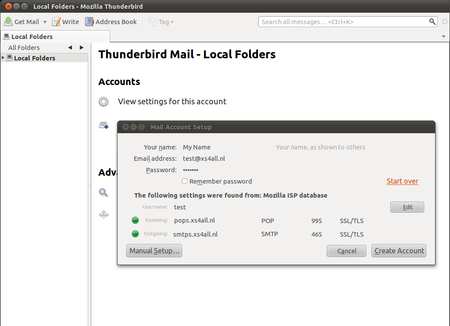 Local Folders - Mozilla Thunderbird
Get Mail Write Address Book Tag Search all messages... <Ctrl+K>
Local Folders
All Folders
Local Folders
Thunderbird Mail - Local Folders
Accounts
View settings for this account
Mail Account Setup
Your name: My Name Your name, as shown to others
Email address: test@xs4all.nl
Password: •••••••
Remember password Start over
Adva
The following settings were found from: Mozilla ISP database
Username: test Edit
Incoming: pops.xs4all.nl POP 995 SSL/TLS
Outgoing: smtps.xs4all.nl SMTP 465 SSL/TLS
Manual Setup... Cancel Create Account